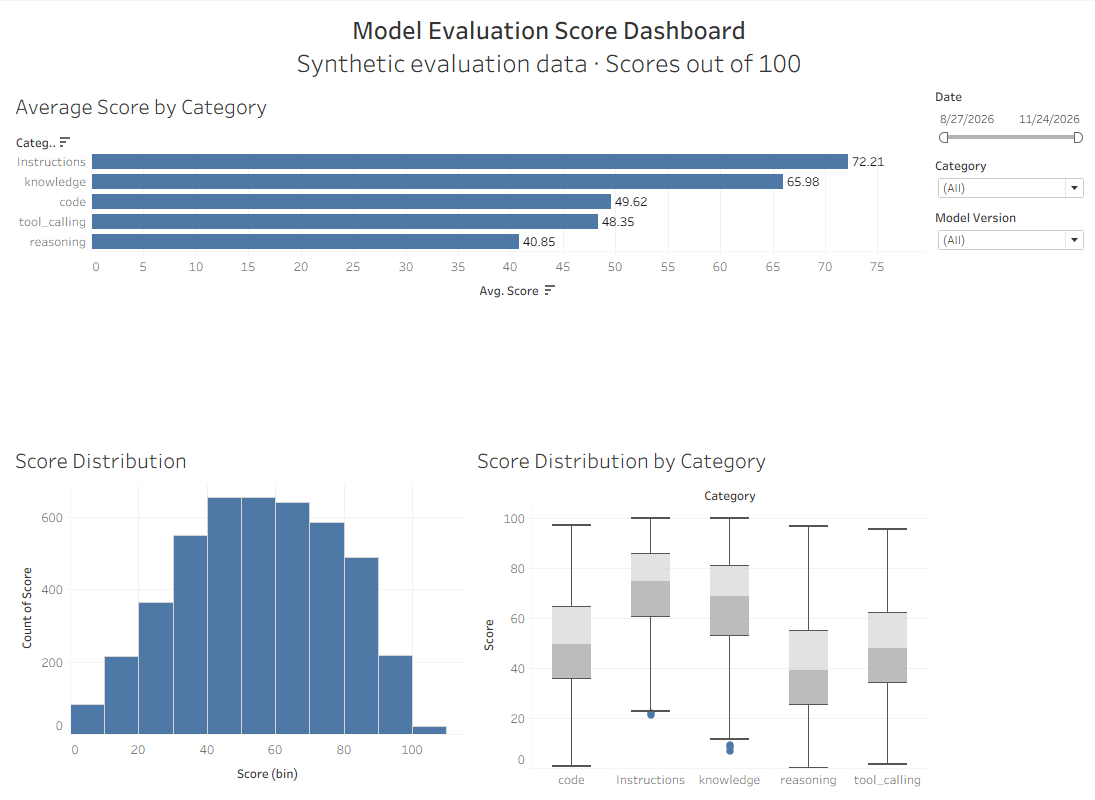 Model Evaluation Score Dashboard
Synthetic evaluation data · Scores out of 100
Average Score by Category
Categ..
Instructions 72.21
knowledge 65.98
code 49.62
tool_calling 48.35
reasoning 40.85
0 5 10 15 20 25 30 35 40 45 50 55 60 65 70 75
Avg. Score
Date
8/27/2026 11/24/2026
Category
(All)
Model Version
(All)
Score Distribution
Count of Score
600
400
200
0
0 20 40 60 80 100
Score (bin)
Score Distribution by Category
Category
Score
100
80
60
40
20
0
code Instructions knowledge reasoning tool_calling